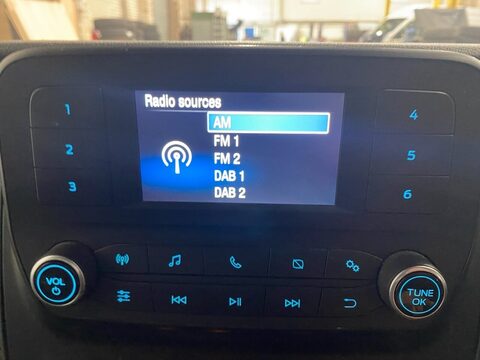 Radio sources
AM
FM 1
FM 2
DAB 1
DAB 2
1
2
3
4
5
6
VOL
TUNE
OK